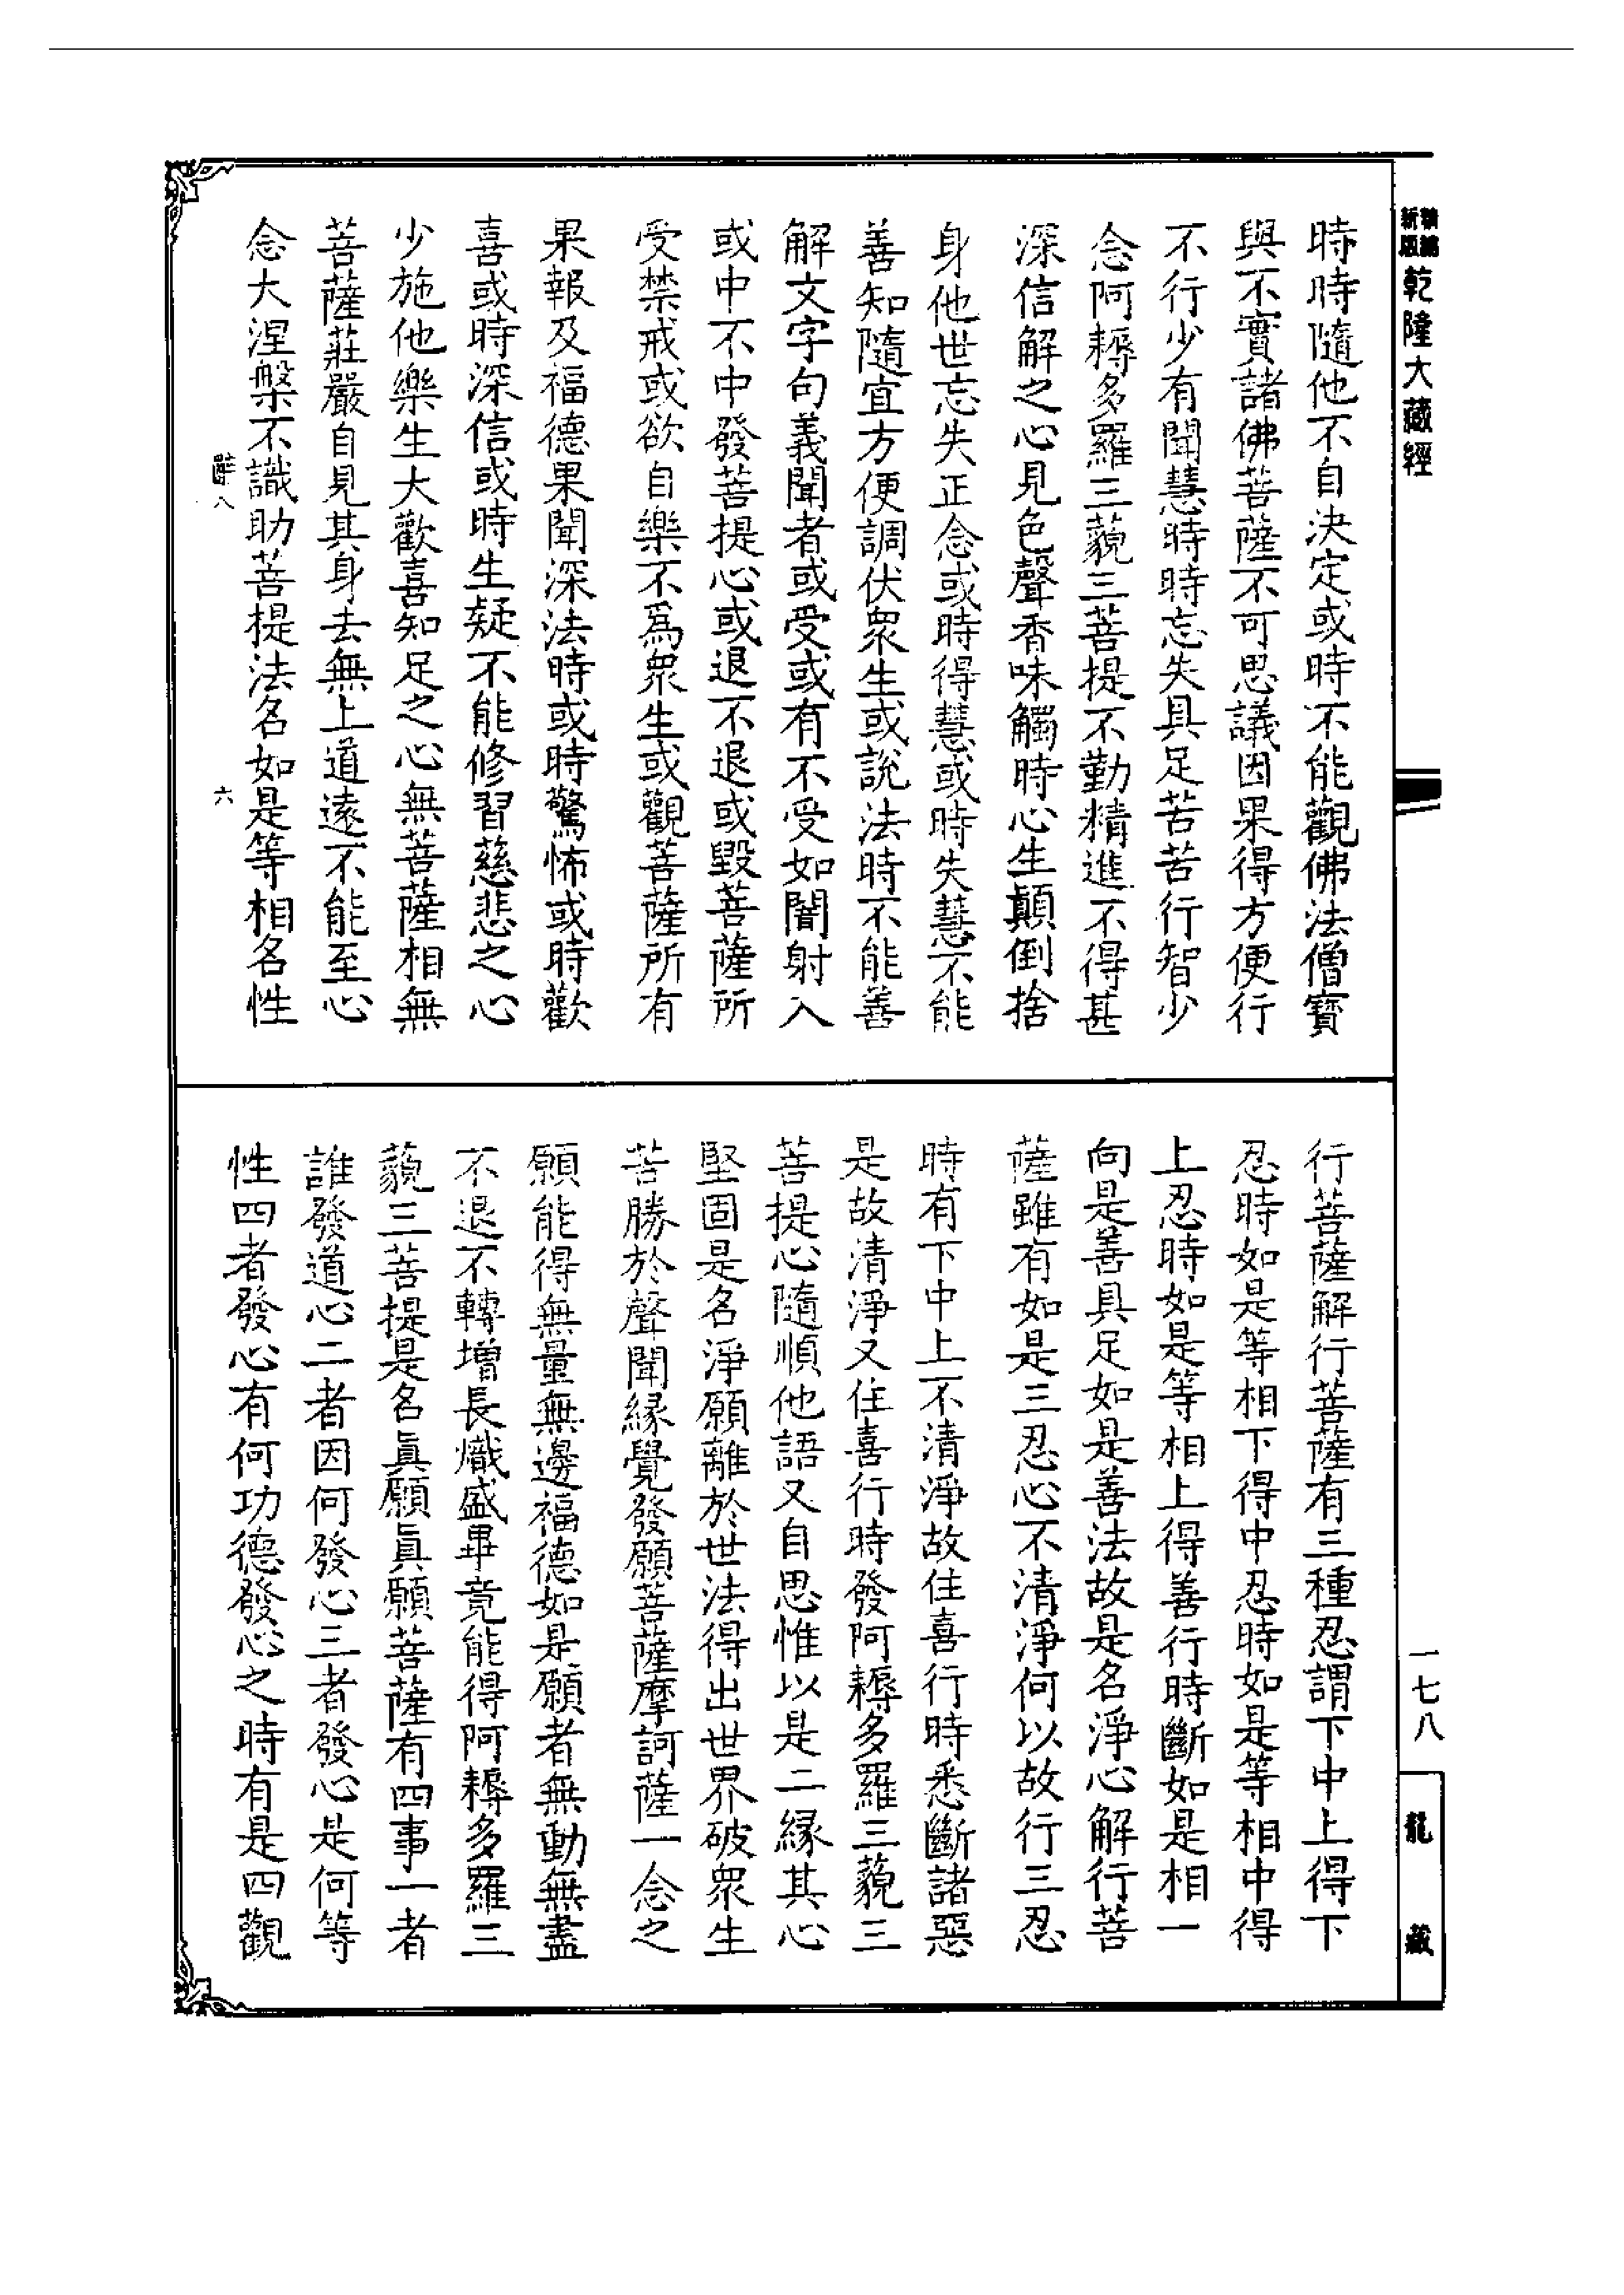 新編
新版
乾隆大藏經
一七八
龍藏
時時隨他不自決定或時不能觀佛法僧寶
與不實諸佛菩薩不可思議因果得方便行
不行少有聞慧時時忘失具足苦苦行智少
念阿耨多羅三藐三菩提不勤精進不得甚
深信解之心見色聲香味觸時心生顛倒捨
身他世忘失正念或時得慧或時失慧不能
善知隨宜方便調伏眾生或說法時不能善
解文字句義聞者或受或有不受如闇射入
或中不中發菩提心或退不退或毀菩薩所
受禁戒或欲自樂不爲眾生或觀菩薩所有
果報及福德果聞深法時或時驚怖或時歡
喜或時深信或時生疑不能修習慈悲之心
少施他樂生大歡喜知足之心無菩薩相無
菩薩莊嚴自見其身去無上道遠不能至心
念大涅槃不識助菩提法名如是等相名性
辭八 六
行菩薩解行菩薩有三種忍謂下中上得下
忍時如是等相下得中忍時如是等相中得
上忍時如是等相上得善行時斷如是相一
向是善具足如是善法故是名淨心解行菩
薩雖有如是三忍心不清淨何以故行三忍
時有下中上不清淨故住喜行時悉斷諸惡
是故清淨又住喜行時發阿耨多羅三藐三
菩提心隨順他語又自思惟以是二緣其心
堅固是名淨願離於世法得出世界破眾生
苦勝於聲聞緣覺發願菩薩摩訶薩一念之
願能得無量無邊福德如是願者無動無盡
不退不轉增長熾盛畢竟能得阿耨多羅三
藐三菩提是名眞願眞願菩薩有四事一者
誰發道心二者因何發心三者發心是何等
性四者發心有何功德發心之時有是四觀